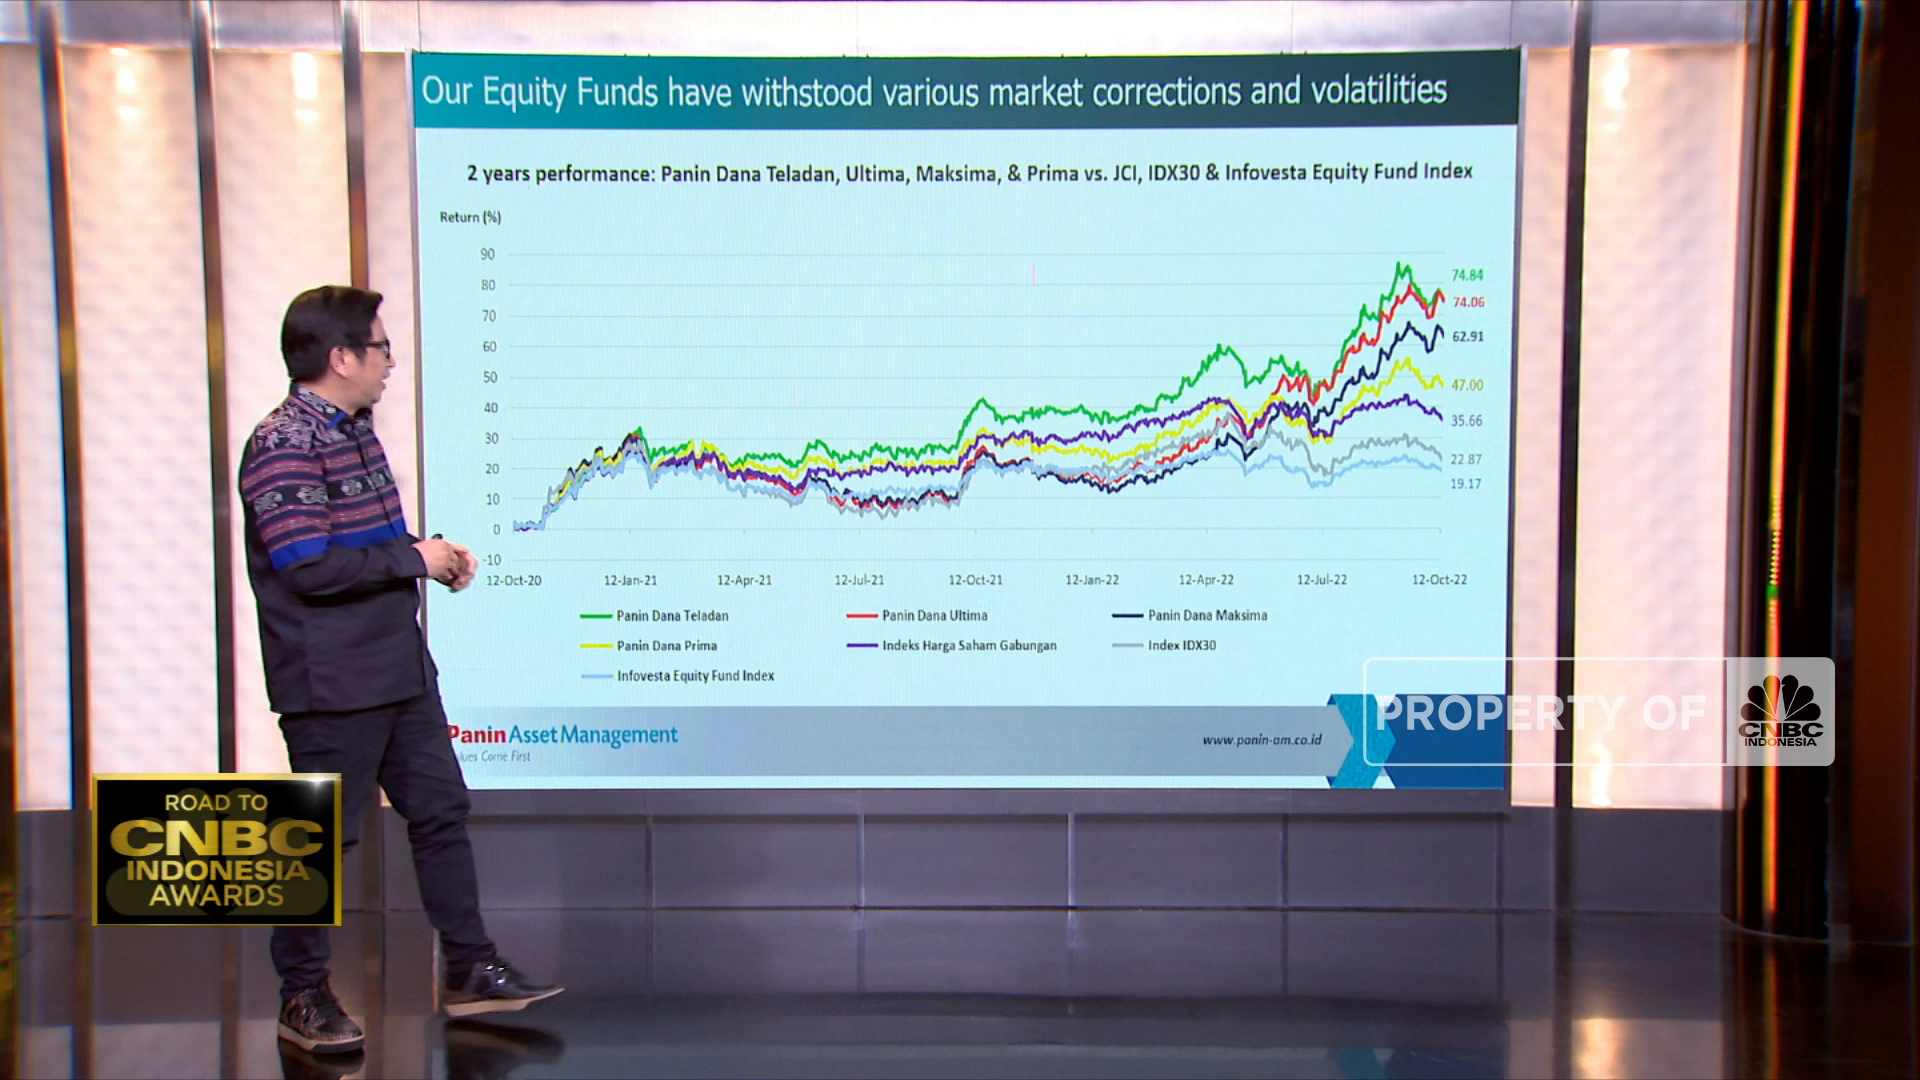 Our Equity Funds have withstood various market corrections and volatilities
2 years performance: Panin Dana Teladan, Ultima, Maksima, & Prima vs. JCI, IDX30 & Infovesta Equity Fund Index
Return (%)
90
80
70
60
50
40
30
20
10
0
-10
74.84
74.06
62.91
47.00
35.66
22.87
19.17
12-Oct-20 12-Jan-21 12-Apr-21 12-Jul-21 12-Oct-21 12-Jan-22 12-Apr-22 12-Jul-22 12-Oct-22
Panin Dana Teladan Panin Dana Ultima Panin Dana Maksima
Panin Dana Prima Indeks Harga Saham Gabungan Index IDX30
Infovesta Equity Fund Index
Panin Asset Management
Come First
www.panin-am.co.id
PROPERTY OF
CNBC
INDONESIA
ROAD TO
CNBC
INDONESIA
AWARDS